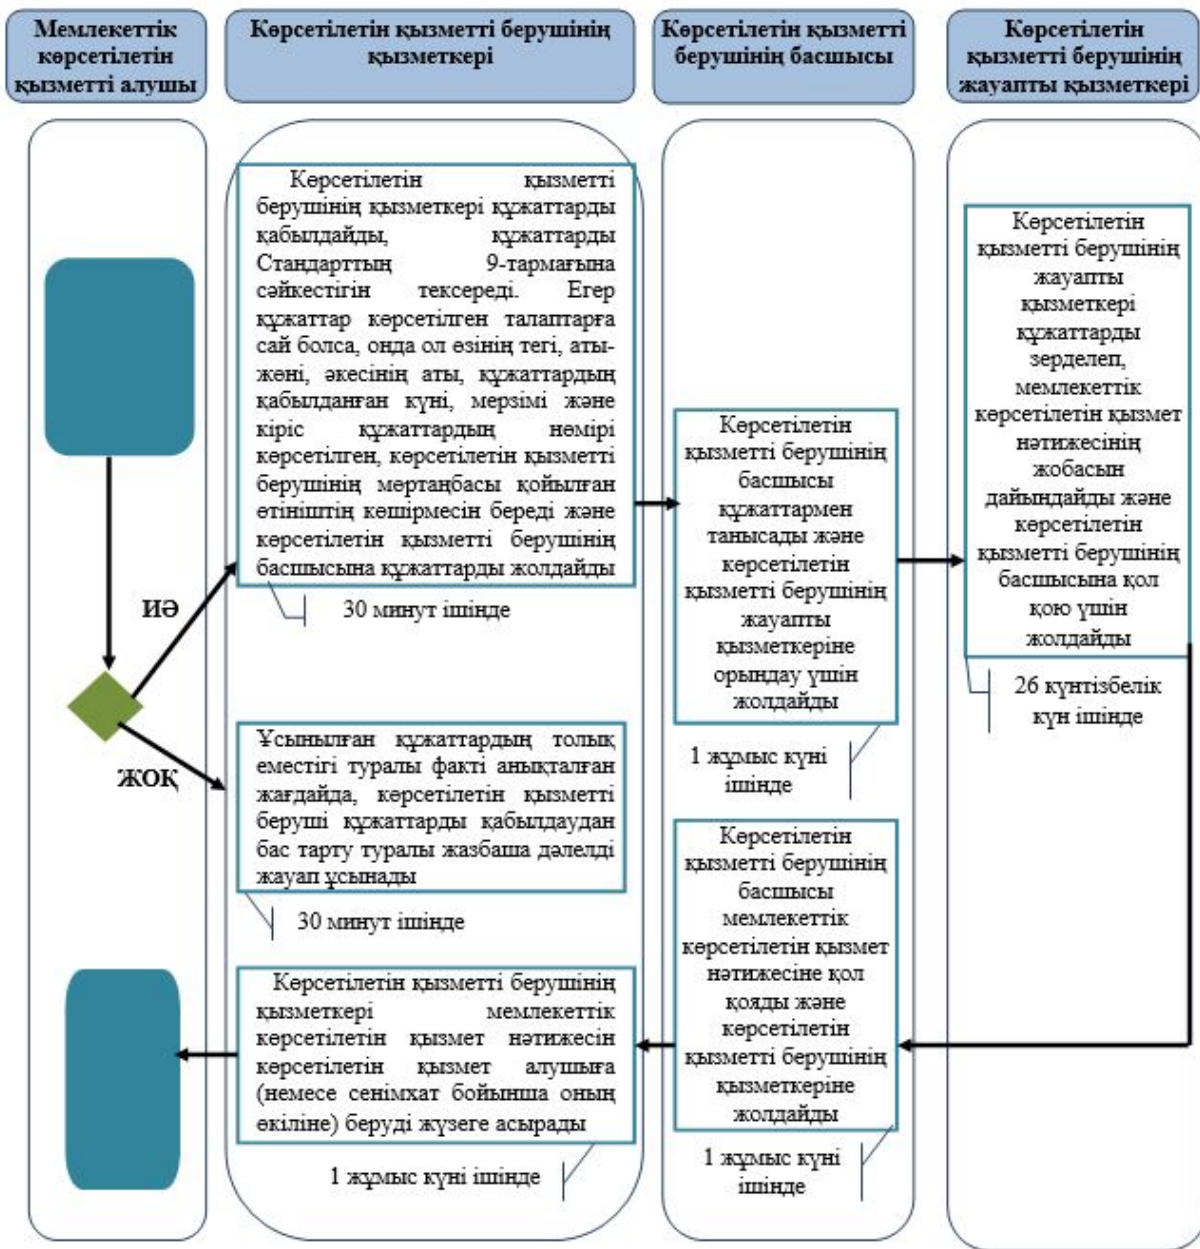 Мемлекеттік
көрсетілетін
қызметті алушы
Көрсетілетін қызметті берушінің
қызметкері
Көрсетілетін қызметті
берушінің басшысы
Көрсетілетін
қызметті берушінің
жауапты қызметкері
Көрсетілетін қызметті
берушінің қызметкері құжаттарды
қабылдайды, құжаттарды
Стандарттың 9-тармағына
сәйкестігін тексереді. Егер
құжаттар көрсетілген талаптарға
сай болса, онда ол өзінің тегі, аты-
жөні, әкесінің аты, құжаттардың
қабылданған күні, мерзімі және
кіріс құжаттардың нөмірі
көрсетілген, көрсетілетін қызметті
берушінің мөртаңбасы қойылған
өтініштің көшірмесін береді және
көрсетілетін қызметті берушінің
басшысына құжаттарды жолдайды
30 минут ішінде
ИӘ
ЖОҚ
Ұсынылған құжаттардың толық
еместігі туралы факті анықталған
жағдайда, көрсетілетін қызметті
беруші құжаттарды қабылдаудан
бас тарту туралы жазбаша дәлелді
жауап ұсынады
30 минут ішінде
Көрсетілетін қызметті берушінің
қызметкері мемлекеттік
көрсетілетін қызмет нәтижесін
көрсетілетін қызмет алушыға
(немесе сенімхат бойынша оның
өкіліне) беруді жүзеге асырады
1 жұмыс күні ішінде
Көрсетілетін
қызметті берушінің
басшысы
құжаттармен
танысады және
көрсетілетін
қызметті берушінің
жауапты
қызметкеріне
орындау үшін
жолдайды
1 жұмыс күні
ішінде
Көрсетілетін
қызметті берушінің
басшысы
мемлекеттік
көрсетілетін қызмет
нәтижесіне қол
қояды және
көрсетілетін
қызметті берушінің
қызметкеріне
жолдайды
1 жұмыс күні
ішінде
Көрсетілетін
қызметті берушінің
жауапты
қызметкері
құжаттарды
зерделеп,
мемлекеттік
көрсетілетін қызмет
нәтижесінің
жобасын
дайындайды және
көрсетілетін
қызметті берушінің
басшысына қол
қою үшін
жолдайды
26 күнтізбелік
күн ішінде